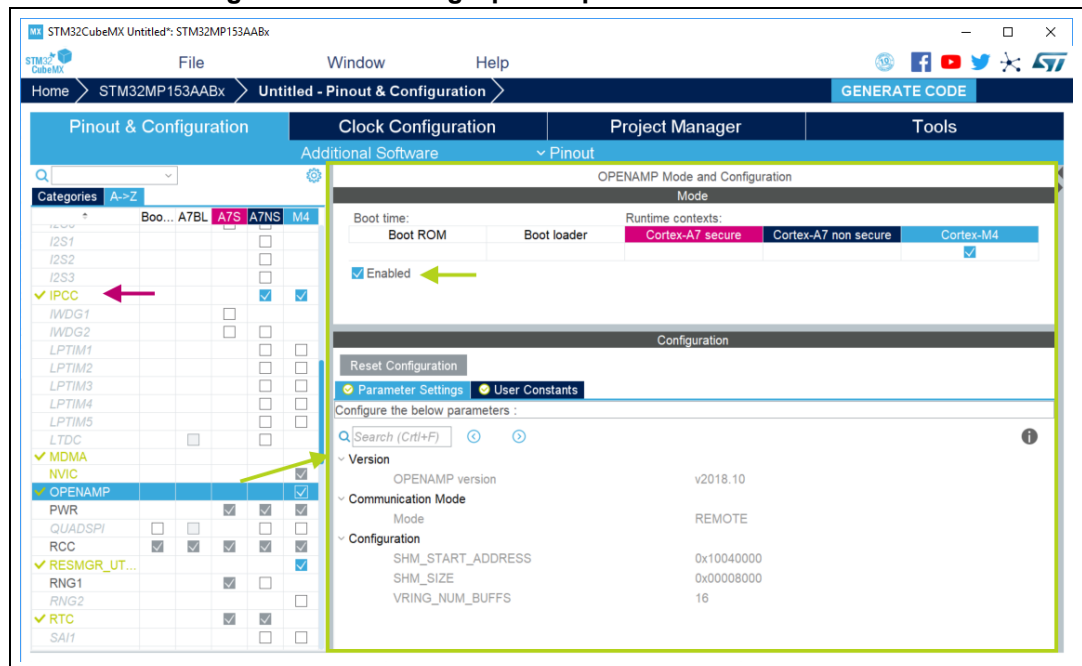 MX STM32CubeMX Untitled*: STM32MP153AABx
STM32 CubeMX File Window Help
Home STM32MP153AABx Untitled - Pinout & Configuration GENERATE CODE
Pinout & Configuration Clock Configuration Project Manager Tools
Additional Software Pinout
OPENAMP Mode and Configuration
Categories A->Z
Mode
Boo... A7BL A7S A7NS M4
Boot time: Runtime contexts:
Boot ROM Boot loader Cortex-A7 secure Cortex-A7 non secure Cortex-M4
I2S1
I2S2
I2S3
Enabled
IPCC
IWDG1
IWDG2
LPTIM1
Configuration
LPTIM2
Reset Configuration
LPTIM3
Parameter Settings User Constants
LPTIM4
Configure the below parameters :
LPTIM5
LTDC
Search (Crtl+F)
MDMA
Version
NVIC
OPENAMP version v2018.10
OPENAMP
Communication Mode
PWR
Mode REMOTE
QUADSPI
Configuration
RCC
SHM_START_ADDRESS 0x10040000
RESMGR_UT...
SHM_SIZE 0x00008000
RNG1
VRING_NUM_BUFFS 16
RNG2
RTC
SAI1